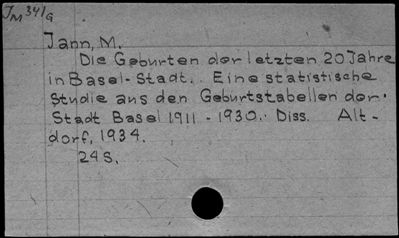 JM 34/G
Jann, M.
Die Geburten der letzten 20 Jahre
in Basel-Stadt. Eine statistische
Studie aus den Geburtstabellen der
Stadt Basel 1911 - 1930. Diss. Alt-
dorf, 1934.
24 S.